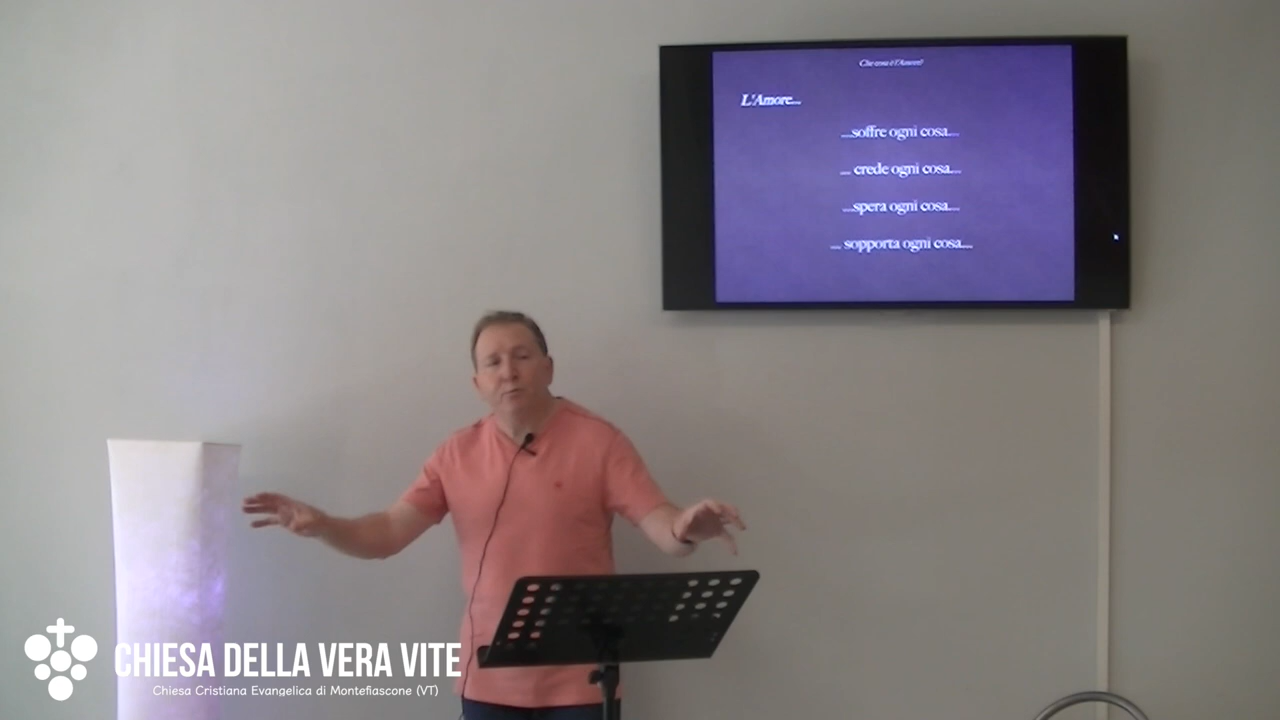 Che cosa è l'Amore?
L'Amore...
...soffre ogni cosa...
... crede ogni cosa...
...spera ogni cosa...
... sopporta ogni cosa...
CHIESA DELLA VERA VITE
Chiesa Cristiana Evangelica di Montefiascone (VT)